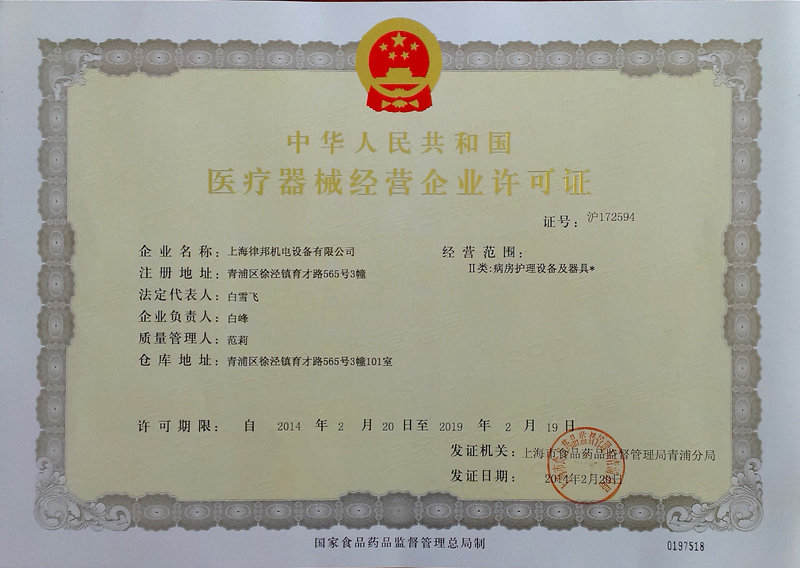 中华人民共和国
医疗器械经营企业许可证
证号：沪172594
企业名称：上海律邦机电设备有限公司
注册地址：青浦区徐泾镇育才路565号3幢
法定代表人：白雪飞
企业负责人：白峰
质量管理人：范莉
仓库地址：青浦区徐泾镇育才路565号3幢101室
经营范围：
II类:病房护理设备及器具*
许可期限： 自 2014 年 2 月 20 日至 2019 年 2 月 19 日
发证机关：上海市食品药品监督管理局青浦分局
发证日期： 2014年2月20日
国家食品药品监督管理总局制
0197518